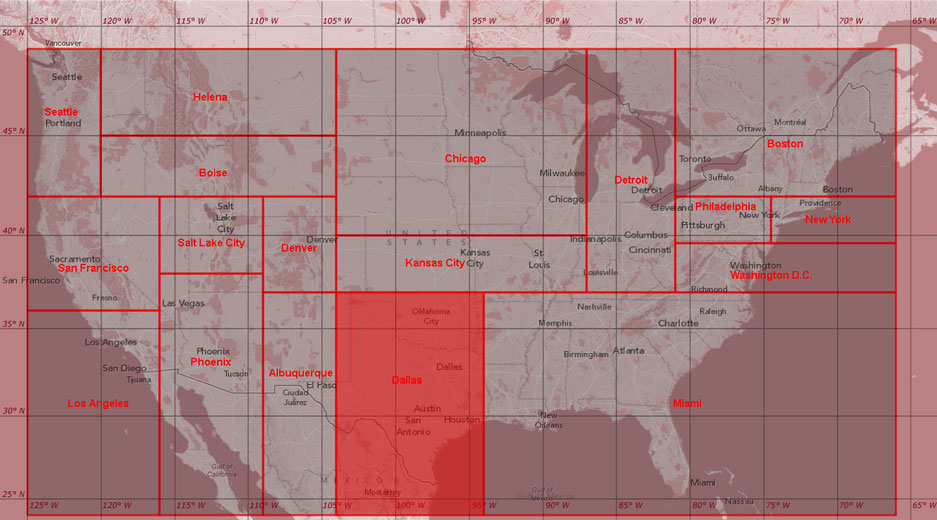 125° W 120° W 115° W 110° W 105° W 100° W 95° W 90° W 85° W 80° W 75° W 70° W 65° W
50° N
Vancouver
Seattle
Helena
Seattle
Portland
45° N
Minneapolis
Ottawa
Montréal
Boston
Chicago
Toronto
Boise
Milwaukee
Detroit
Buffalo
Detroit
Albany
Boston
Chicago
Salt
Lake
City
Cleveland
Philadelphia
New York
Providence
New York
Pittsburgh
40° N
Salt Lake City
Denver
Denver
UNITED
STATES
Indianapolis
Columbus
Cincinnati
Sacramento
San Francisco
Kansas City
Kansas
City
St
Louis
Louisville
Washington
Washington D.C.
San Francisco
Fresno
Las Vegas
Richmond
Oklahoma
City
Nashville
Raleigh
35° N
Memphis
Charlotte
Los Angeles
Phoenix
Phoenix
Birmingham
Atlanta
San Diego
Tijuana
Tucson
Albuquerque
El Paso
Dallas
Dallas
Ciudad
Juárez
Los Angeles
Miami
30° N
Austin
San
Antonio
Houston
New
Orleans
Gulf of
California
MEXICO
Monterrey
Gulf of
Miami
25° N
Nassau
125° W 120° W 115° W 110° W 105° W 100° W 95° W 90° W 85° W 80° W 75° W 70° W 65° W